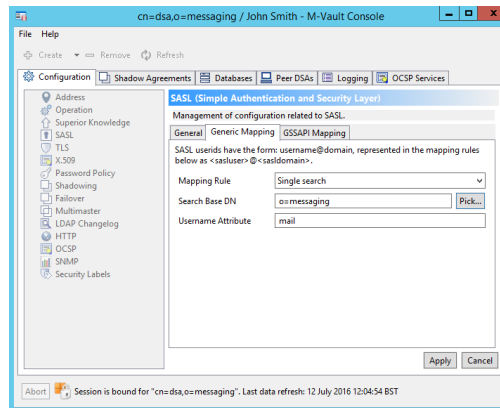 cn=dsa,o=messaging / John Smith - M-Vault Console
File Help
Create Remove Refresh
Configuration Shadow Agreements Databases Peer DSAs Logging OCSP Services
Address
Operation
Superior Knowledge
SASL
TLS
X.509
Password Policy
Shadowing
Failover
Multimaster
LDAP Changelog
HTTP
OCSP
SNMP
Security Labels
SASL (Simple Authentication and Security Layer)
Management of configuration related to SASL.
General Generic Mapping GSSAPI Mapping
SASL userids have the form: username@domain, represented in the mapping rules
below as <sasluser>@<sasldomain>.
Mapping Rule Single search
Search Base DN o=messaging Pick...
Username Attribute mail
Apply Cancel
Abort Session is bound for "cn=dsa,o=messaging". Last data refresh: 12 July 2016 12:04:54 BST